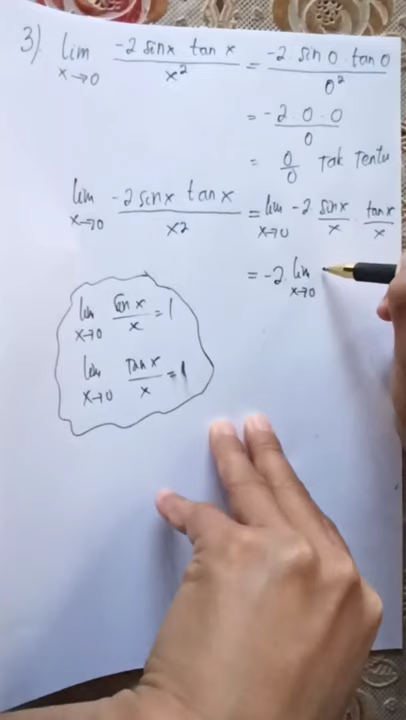 3) lim x→0 -2 sin x tan x / x² = -2 . sin 0 . tan 0 / 0²
= -2 . 0 . 0 / 0
= 0/0 Tak Tentu
lim x→0 -2 sin x tan x / x² = lim x→0 -2 sin x / x . tan x / x
= -2 . lim x→0
lim x→0 sin x / x = 1
lim x→0 Tan x / x = 1